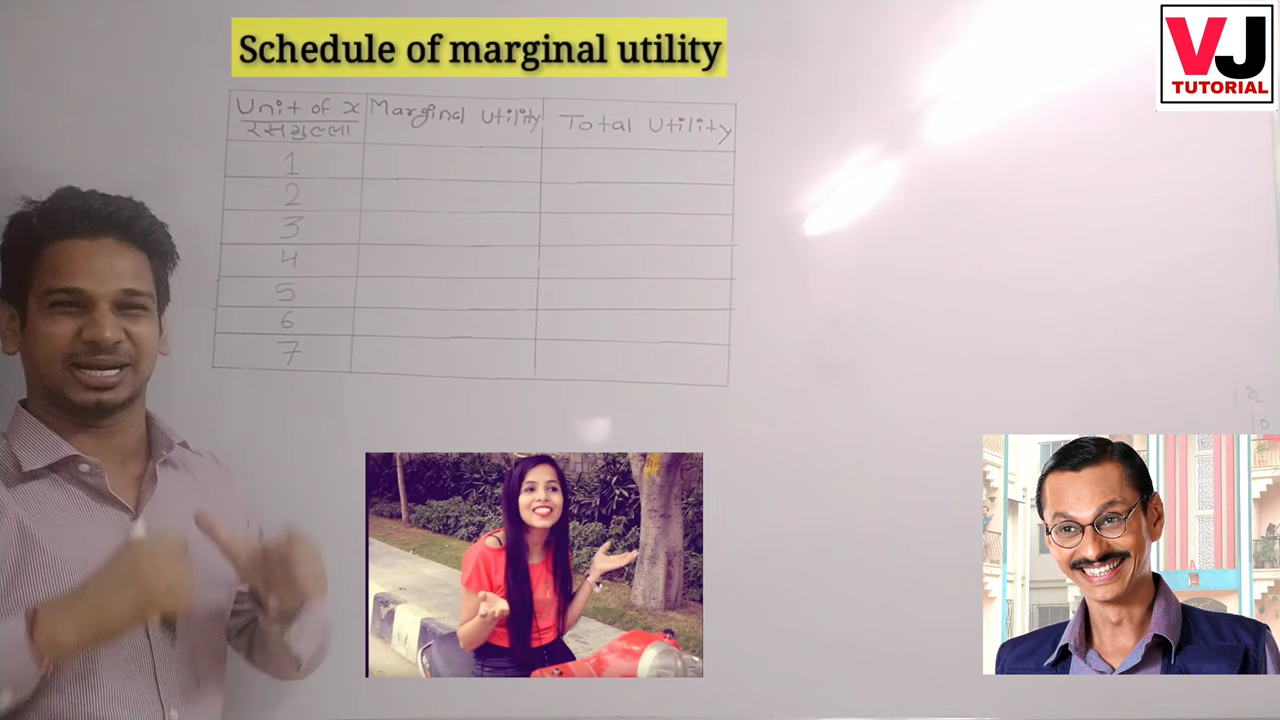 Schedule of marginal utility
VJ
TUTORIAL
Unit of x Marginal Utility Total Utility
रसगुल्ला
1
2
3
4
5
6
7
10